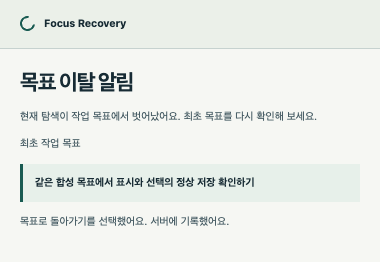 Focus Recovery
목표 이탈 알림
현재 탐색이 작업 목표에서 벗어났어요. 최초 목표를 다시 확인해 보세요.
최초 작업 목표
같은 합성 목표에서 표시와 선택의 정상 저장 확인하기
목표로 돌아가기를 선택했어요. 서버에 기록했어요.